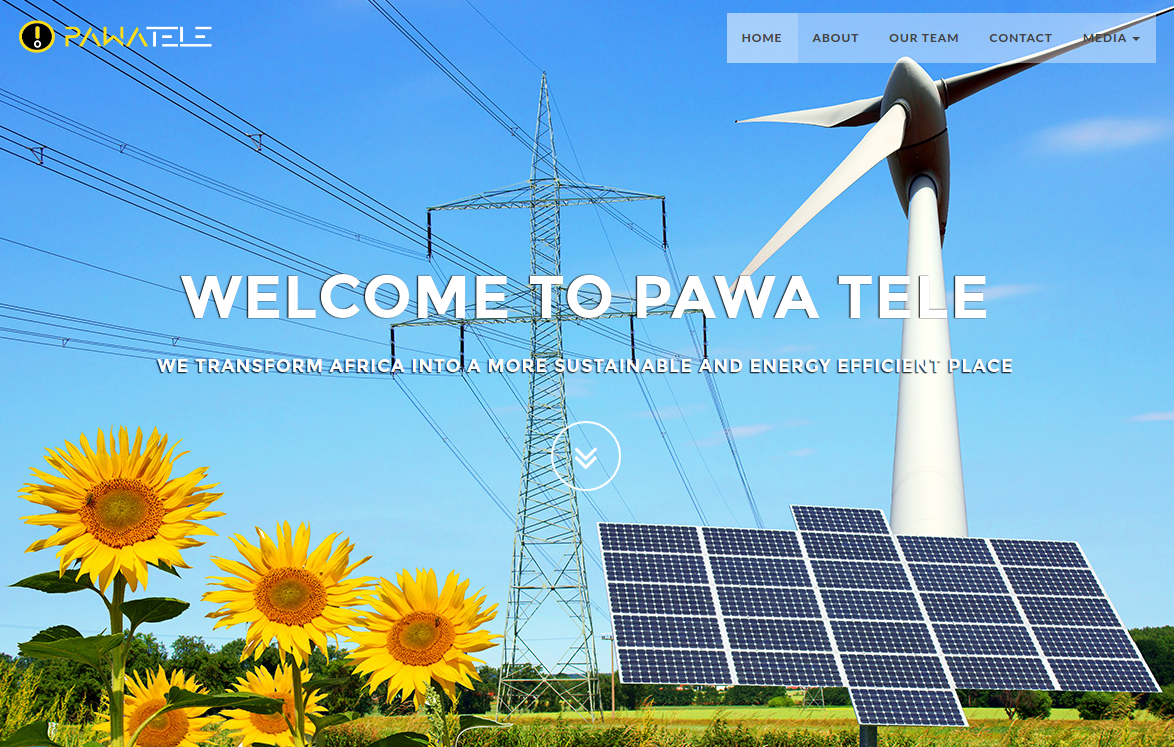 PAWATELE
HOME ABOUT OUR TEAM CONTACT MEDIA
WELCOME TO PAWA TELE
WE TRANSFORM AFRICA INTO A MORE SUSTAINABLE AND ENERGY EFFICIENT PLACE